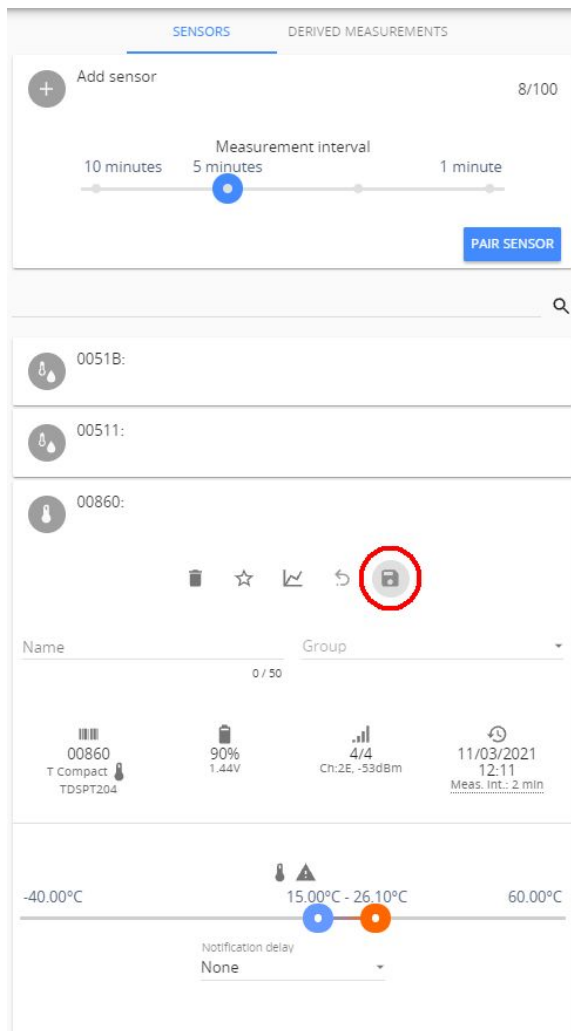 SENSORS DERIVED MEASUREMENTS
Add sensor
8/100
Measurement interval
10 minutes 5 minutes 1 minute
PAIR SENSOR
0051B:
00511:
00860:
Name Group
0 / 50
00860 90% 4/4 11/03/2021
T Compact 1.44V Ch:2E, -53dBm 12:11
TDSPT204 Meas. Int.: 2 min
-40.00°C 15.00°C - 26.10°C 60.00°C
Notification delay
None